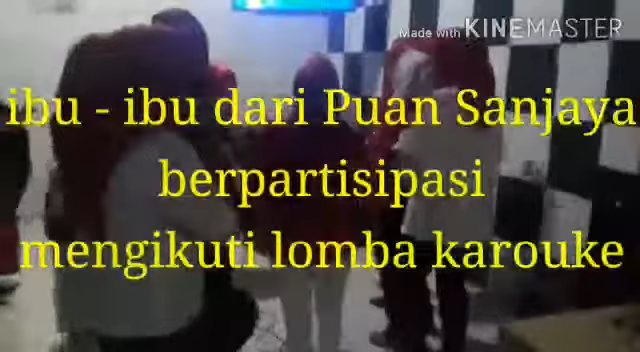 Made with KINEMASTER
ibu - ibu dari Puan Sanjaya
berpartisipasi
mengikuti lomba karouke